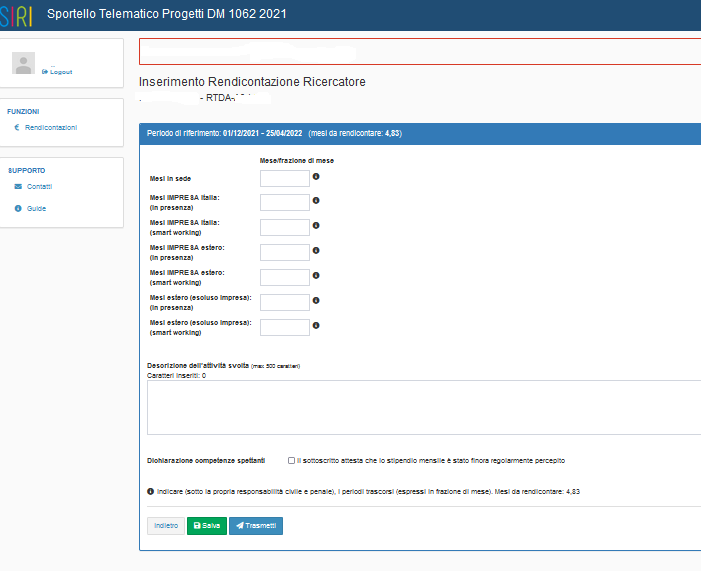 SIRI
Sportello Telematico Progetti DM 1062 2021
Logout
FUNZIONI
€ Rendicontazioni
SUPPORTO
Contatti
Guide
Inserimento Rendicontazione Ricercatore
- RTDA-
Periodo di riferimento: 01/12/2021 - 25/04/2022 (mesi da rendicontare: 4,83)
Mese/frazione di mese
Mesi in sede
Mesi IMPRESA Italia:
(in presenza)
Mesi IMPRESA Italia:
(smart working)
Mesi IMPRESA estero:
(in presenza)
Mesi IMPRESA estero:
(smart working)
Mesi estero (escluso impresa):
(in presenza)
Mesi estero (escluso impresa):
(smart working)
Descrizione dell'attività svolta (max 500 caratteri)
Caratteri inseriti: 0
Dichiarazione competenze spettanti Il sottoscritto attesta che lo stipendio mensile è stato finora regolarmente percepito
Indicare (sotto la propria responsabilità civile e penale), i periodi trascorsi (espressi in frazione di mese). Mesi da rendicontare: 4,83
Indietro Salva Trasmetti